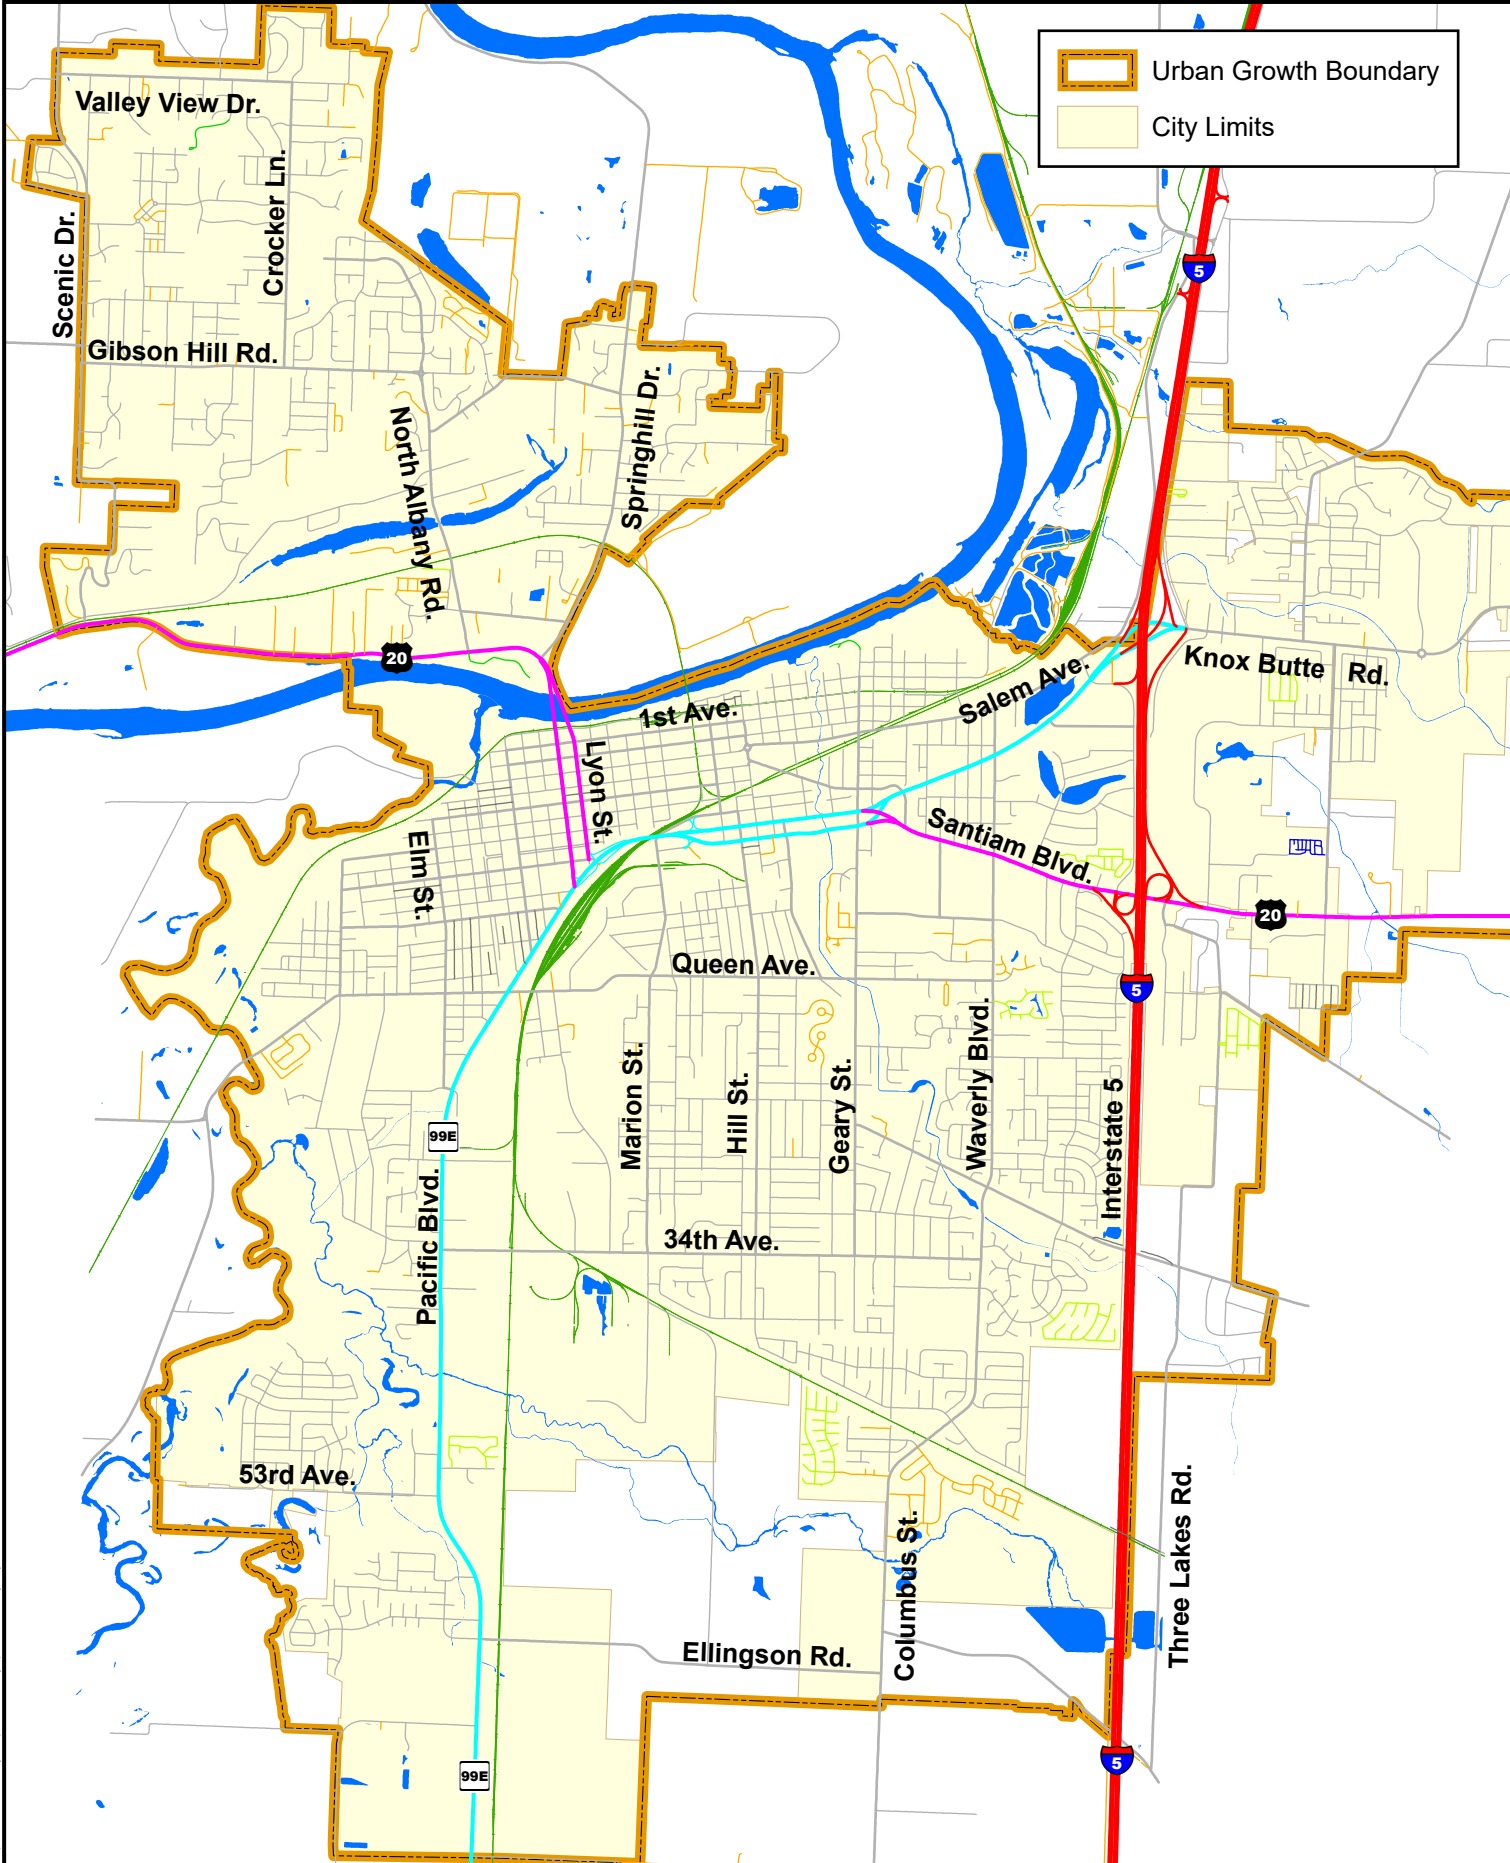 Urban Growth Boundary
City Limits
Valley View Dr.
Crocker Ln.
Scenic Dr.
5
Gibson Hill Rd.
Springhill Dr.
North Albany Rd.
20
Knox Butte Rd.
Salem Ave.
1st Ave.
Lyon St.
Elm St.
Santiam Blvd.
20
Queen Ave.
5
Marion St.
Hill St.
Geary St.
Waverly Blvd.
Interstate 5
99E
Pacific Blvd.
34th Ave.
53rd Ave.
Columbus St.
Three Lakes Rd.
Ellingson Rd.
5
99E